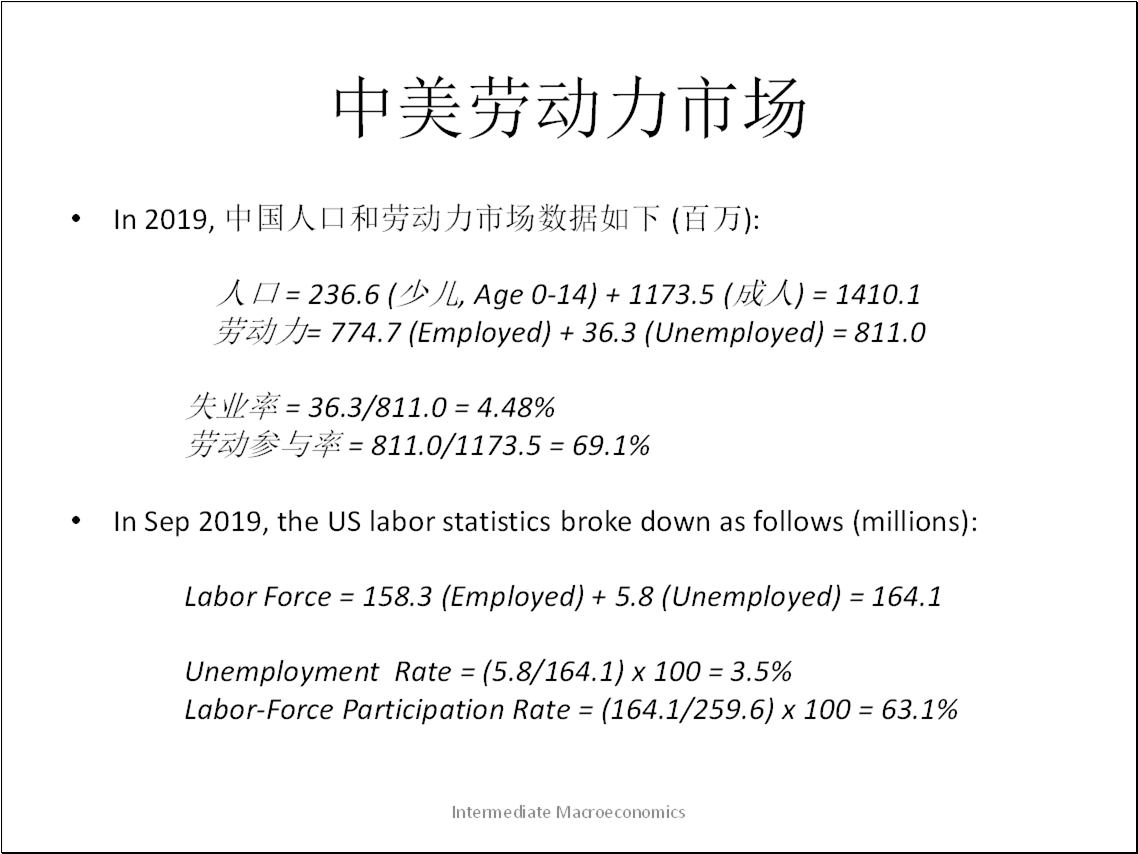 中美劳动力市场
• In 2019, 中国人口和劳动力市场数据如下 (百万):
人口 = 236.6 (少儿, Age 0-14) + 1173.5 (成人) = 1410.1
劳动力= 774.7 (Employed) + 36.3 (Unemployed) = 811.0
失业率 = 36.3/811.0 = 4.48%
劳动参与率 = 811.0/1173.5 = 69.1%
• In Sep 2019, the US labor statistics broke down as follows (millions):
Labor Force = 158.3 (Employed) + 5.8 (Unemployed) = 164.1
Unemployment  Rate = (5.8/164.1) x 100 = 3.5%
Labor-Force Participation Rate = (164.1/259.6) x 100 = 63.1%
Intermediate Macroeconomics